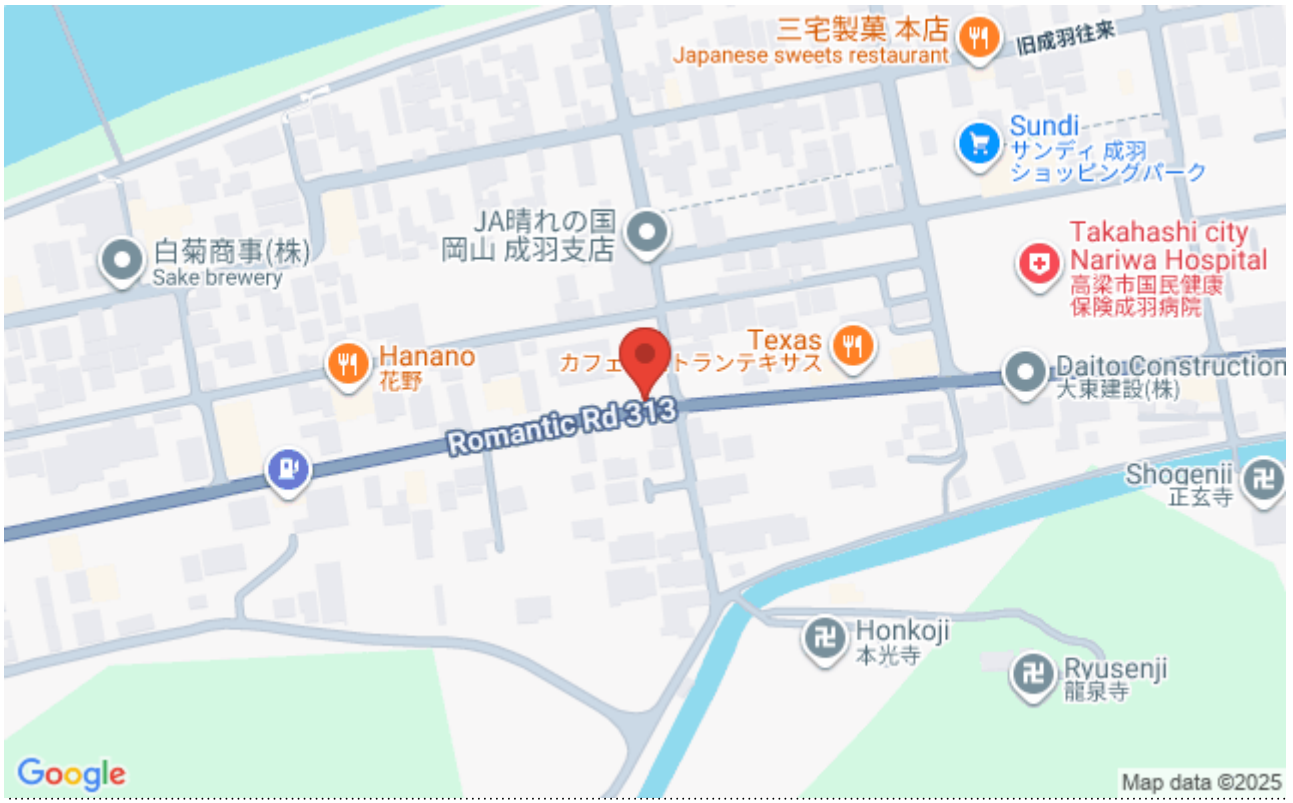 三宅製菓 本店
Japanese sweets restaurant
旧成羽往来
Sundi
サンディ 成羽
ショッピングパーク
JA晴れの国
岡山 成羽支店
白菊商事(株)
Sake brewery
Takahashi city
Nariwa Hospital
高梁市国民健康
保険成羽病院
Texas
カフェ
トランテキサス
Hanano
花野
Daito Construction
大東建設(株)
Romantic Rd 313
Shogenji
正玄寺
Honkoji
本光寺
Ryusenji
龍泉寺
Google
Map data ©2025